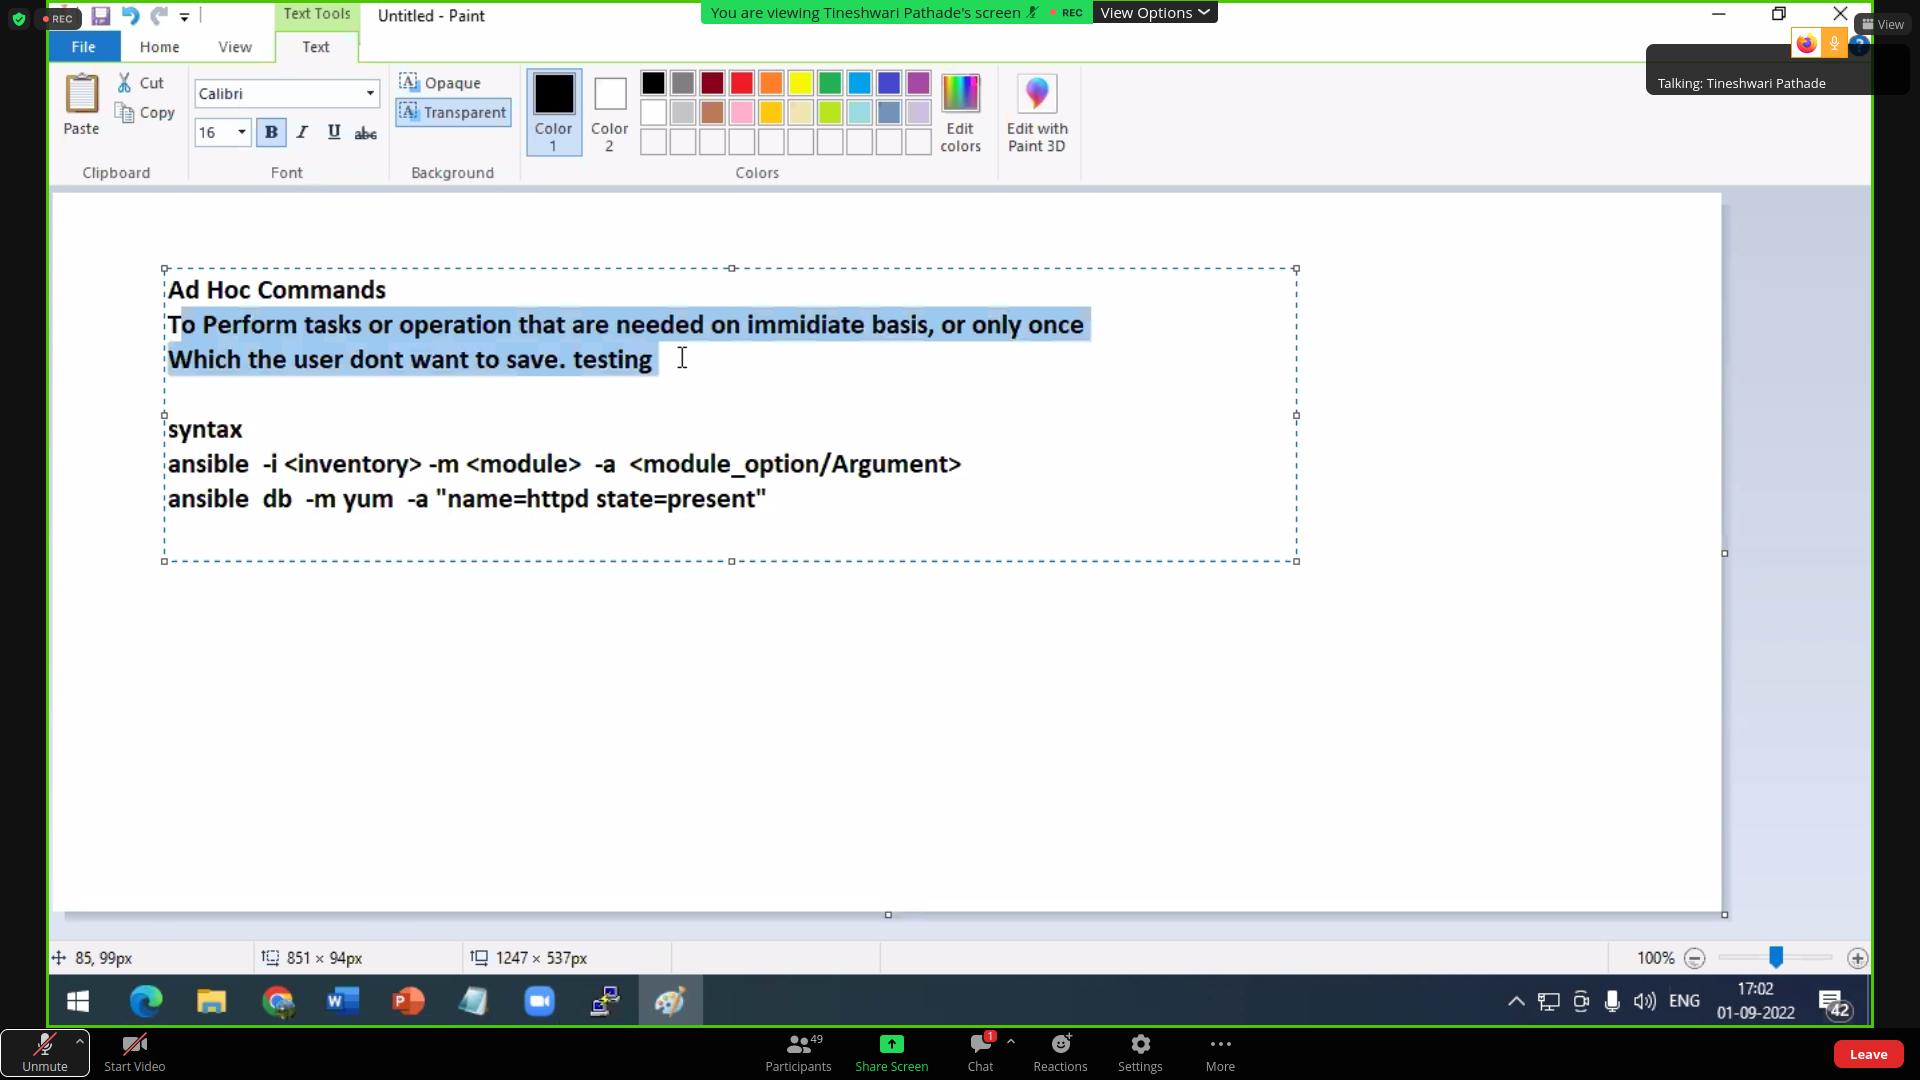 REC
Text Tools
Untitled - Paint
You are viewing Tineshwari Pathade's screen
REC
View Options
View
File
Home
View
Text
Talking: Tineshwari Pathade
Paste
Cut
Copy
Calibri
16
B I U abc
Opaque
Transparent
Color 1
Color 2
Edit colors
Edit with Paint 3D
Clipboard
Font
Background
Colors
Ad Hoc Commands
To Perform tasks or operation that are needed on immidiate basis, or only once
Which the user dont want to save. testing
syntax
ansible  -i <inventory> -m <module>  -a  <module_option/Argument>
ansible  db  -m yum  -a "name=httpd state=present"
85, 99px
851 × 94px
1247 × 537px
100%
ENG
17:02
01-09-2022
42
Unmute
Start Video
Participants
49
Share Screen
Chat
1
Reactions
Settings
More
Leave